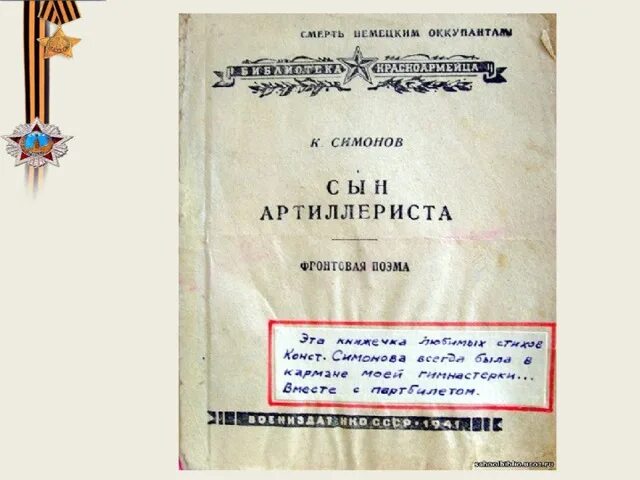 СМЕРТЬ НЕМЕЦКИМ ОККУПАНТАМ
БИБЛИОТЕКА КРАСНОАРМЕЙЦА
К СИМОНОВ
СЫН
АРТИЛЛЕРИСТА
ФРОНТОВАЯ ПОЭМА
Эта книжечка любимых стихов
Конст. Симонова всегда была в
кармане моей гимнастерки...
Вместе с партбилетом.
ВОЕНИЗДАТ НКО СССР - 1941